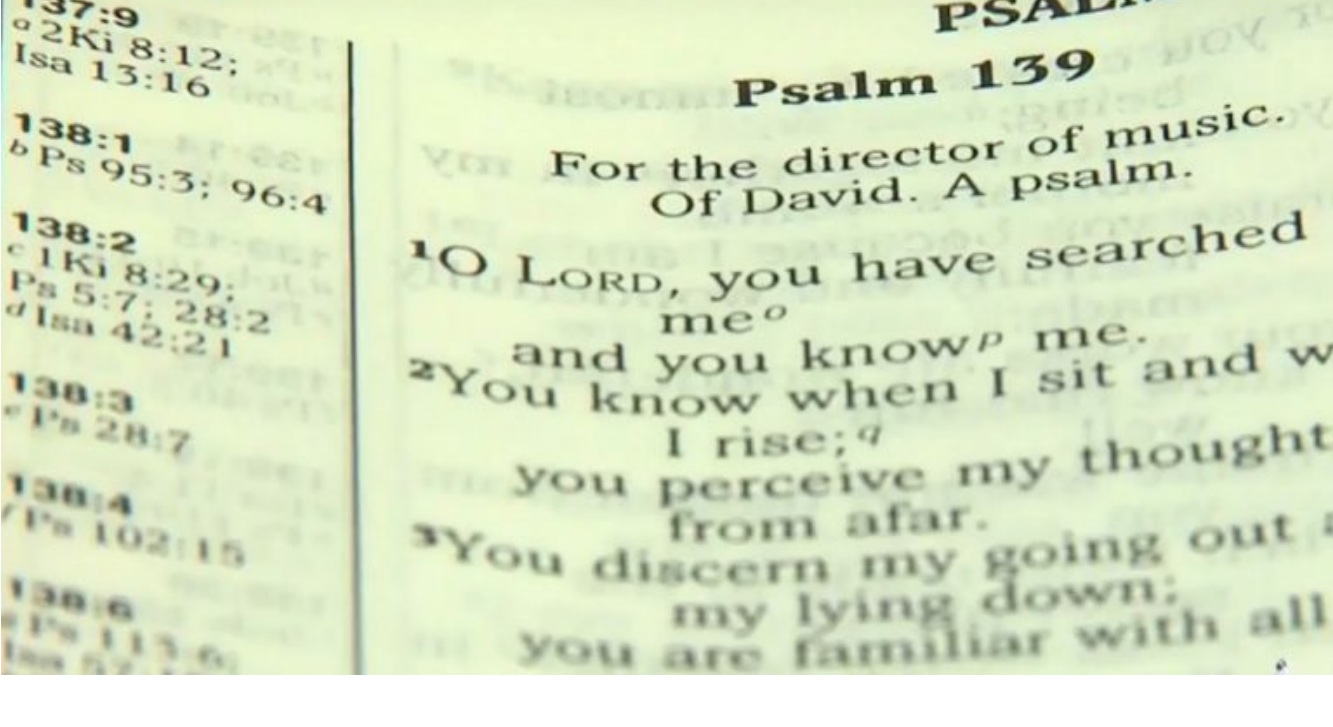 137:9
a 2Ki 8:12;
Isa 13:16
138:1
b Ps 95:3; 96:4
138:2
c 1Ki 8:29;
Ps 5:7; 28:2
d Isa 42:21
138:3
e Ps 28:7
138:4
f Ps 102:15
138:6
Ps 113:6;
Isa
Psalm 139
For the director of music.
Of David. A psalm.
1O LORD, you have searched
me o
and you know p me.
2You know when I sit and
I rise; q
you perceive my thought
from afar.
3You discern my going out
my lying down;
you are familiar with all